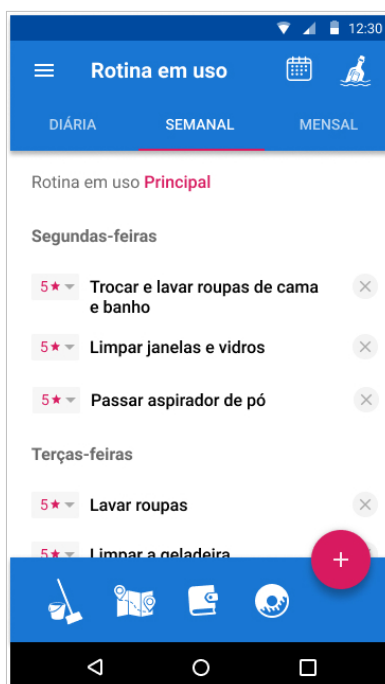 12:30
Rotina em uso
DIÁRIA SEMANAL MENSAL
Rotina em uso Principal
Segundas-feiras
5★ Trocar e lavar roupas de cama
e banho
5★ Limpar janelas e vidros
5★ Passar aspirador de pó
Terças-feiras
5★ Lavar roupas
5★ Limpar a geladeira